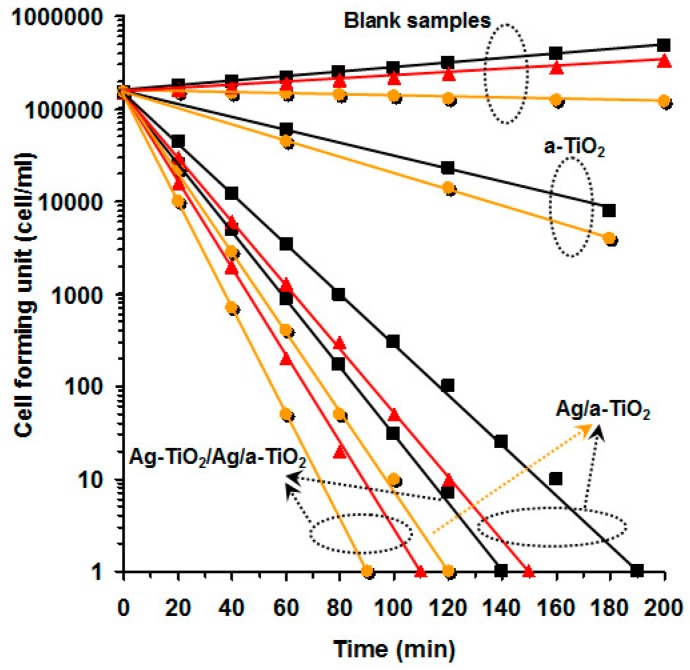 1000000
100000
10000
1000
100
10
1
Cell forming unit (cell/ml)
Blank samples
a-TiO₂
Ag/a-TiO₂
Ag-TiO₂/Ag/a-TiO₂
0 20 40 60 80 100 120 140 160 180 200
Time (min)